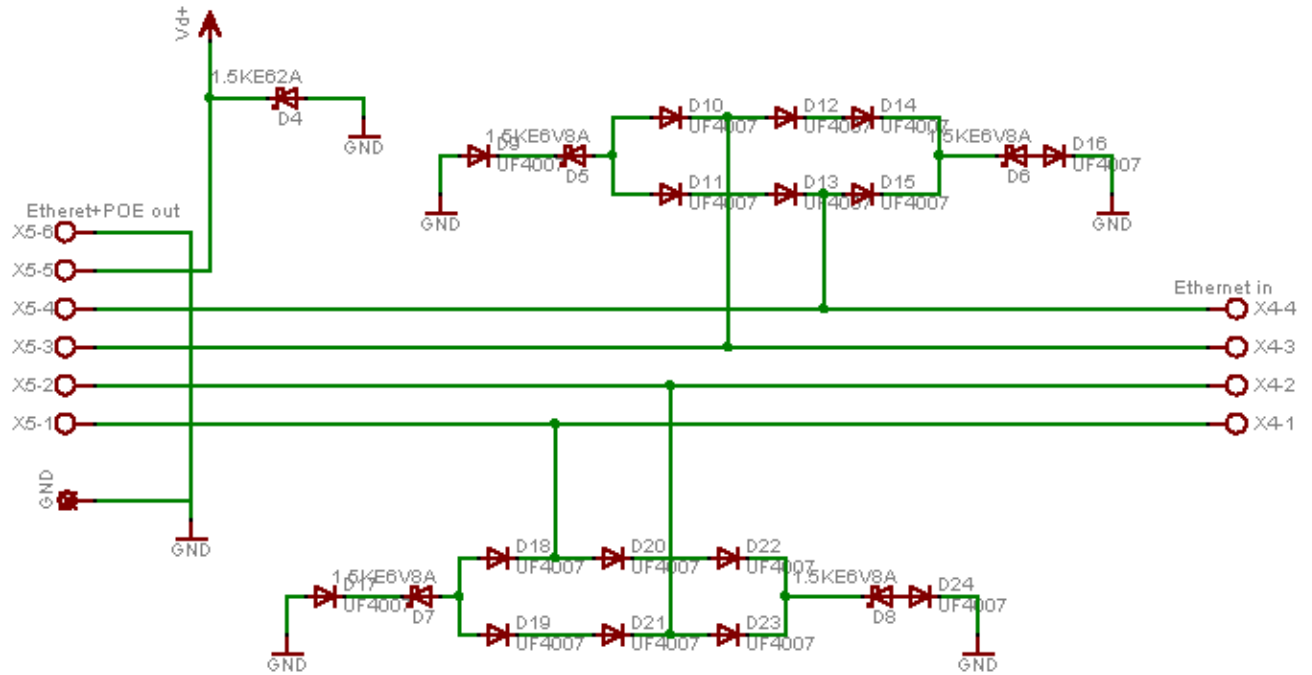 Vd+
1.5KE62A
D4
GND
D10
UF4007
D12
UF4007
D14
UF4007
D9
UF4007
1.5KE6V8A
D5
1.5KE6V8A
D6
D16
UF4007
D11
UF4007
D13
UF4007
D15
UF4007
GND
GND
Etheret+POE out
X5-6
X5-5
X5-4
X5-3
X5-2
X5-1
Ethernet in
X4-4
X4-3
X4-2
X4-1
GND
GND
D18
UF4007
D20
UF4007
D22
UF4007
D17
UF4007
1.5KE6V8A
D7
1.5KE6V8A
D8
D24
UF4007
D19
UF4007
D21
UF4007
D23
UF4007
GND
GND